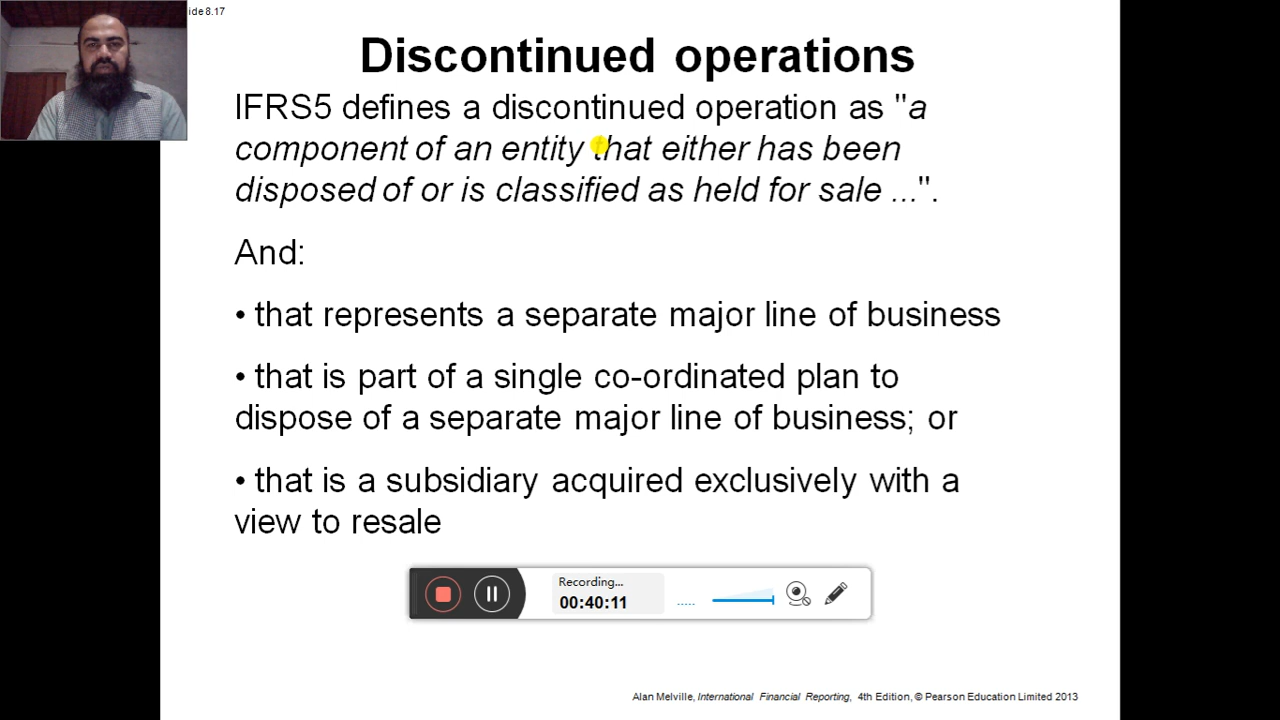 ide 8.17
Discontinued operations
IFRS5 defines a discontinued operation as "a
component of an entity that either has been
disposed of or is classified as held for sale ...".
And:
• that represents a separate major line of business
• that is part of a single co-ordinated plan to
dispose of a separate major line of business; or
• that is a subsidiary acquired exclusively with a
view to resale
Recording...
00:40:11
Alan Melville, International Financial Reporting, 4th Edition, © Pearson Education Limited 2013